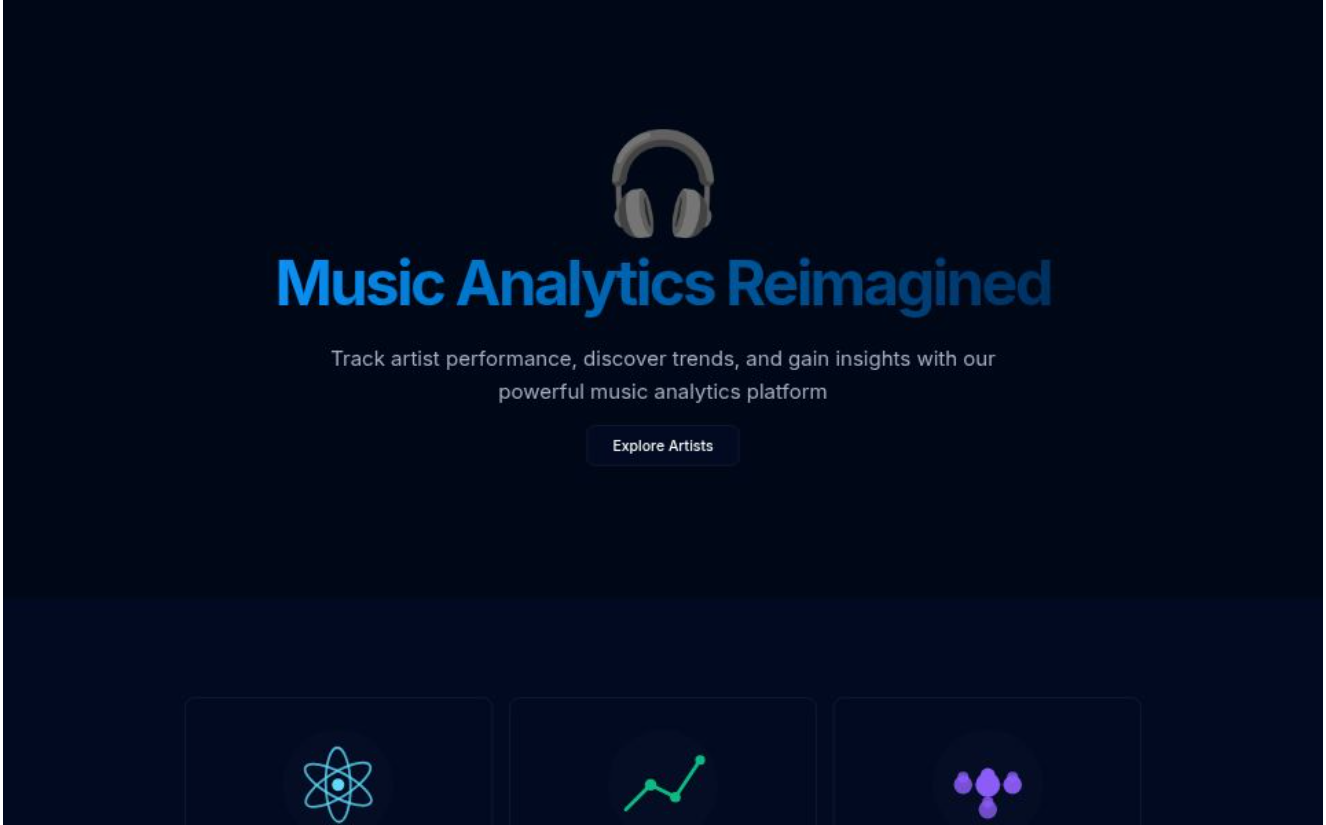 Music Analytics Reimagined
Track artist performance, discover trends, and gain insights with our
powerful music analytics platform
Explore Artists